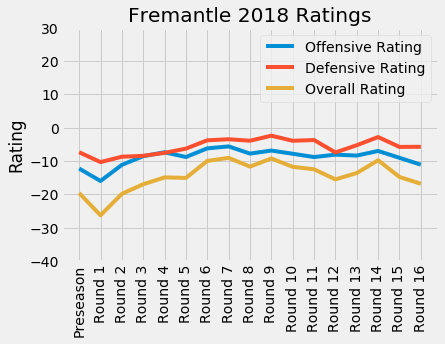 Fremantle 2018 Ratings
30
20
10
0
−10
−20
−30
−40
Rating
Offensive Rating
Defensive Rating
Overall Rating
Preseason
Round 1
Round 2
Round 3
Round 4
Round 5
Round 6
Round 7
Round 8
Round 9
Round 10
Round 11
Round 12
Round 13
Round 14
Round 15
Round 16